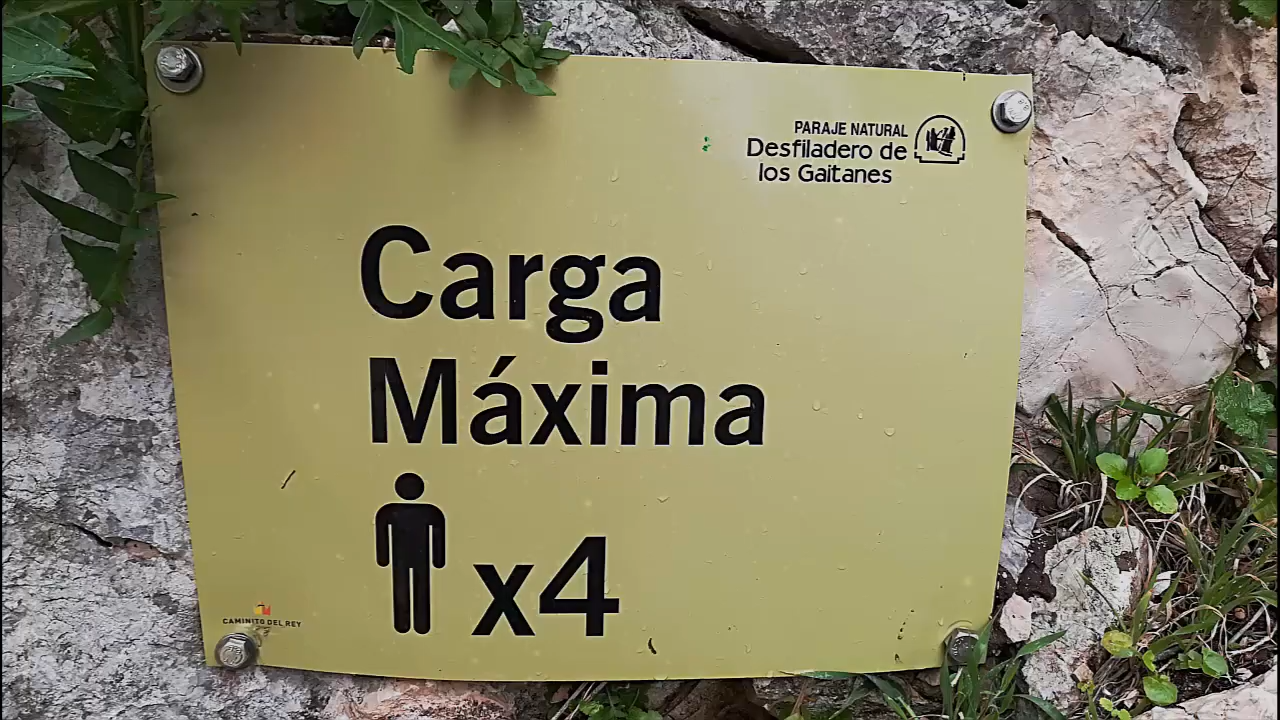 PARAJE NATURAL
Desfiladero de
los Gaitanes
Carga
Máxima
x4
CAMINITO DEL REY